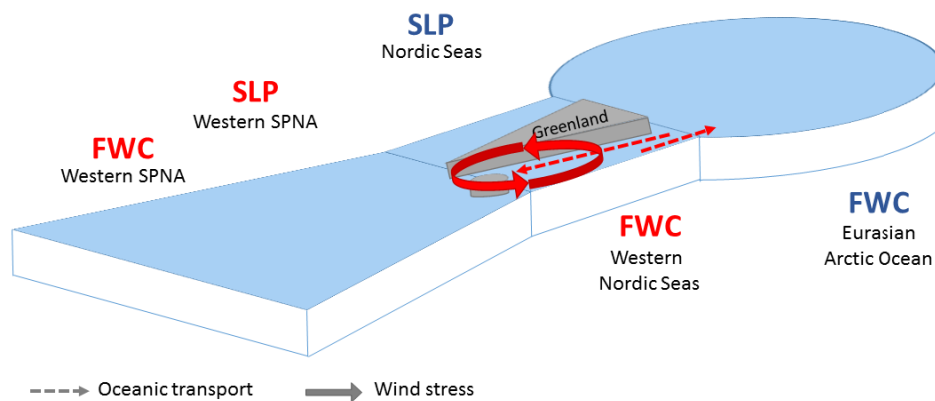 SLP
Nordic Seas
SLP
Western SPNA
FWC
Western SPNA
Greenland
FWC
Western
Nordic Seas
FWC
Eurasian
Arctic Ocean
Oceanic transport
Wind stress